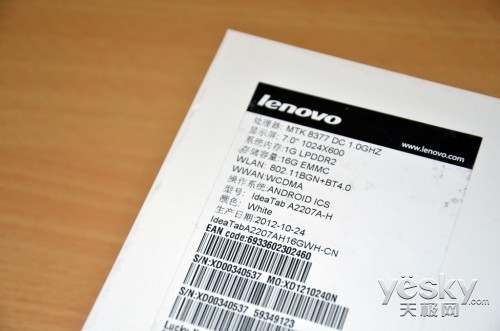 lenovo
www.lenovo.com
处理器: MTK 8377 DC 1.0GHZ
显示屏: 7.0" 1024X600
系统内存:1G LPDDR2
存储容量:16G EMMC
WLAN: 802.11BGN+BT4.0
WWAN:WCDMA
操作系统:ANDROID ICS
型号: IdeaTab A2207A-H
颜色: White
生产日期:2012-10-24
IdeaTabA2207AH16GWH-CN
EAN code:6933602302460
S/N:XD00340537 MO:XD1210240N
S/N:XD00340537 59349123
yësky
天极网